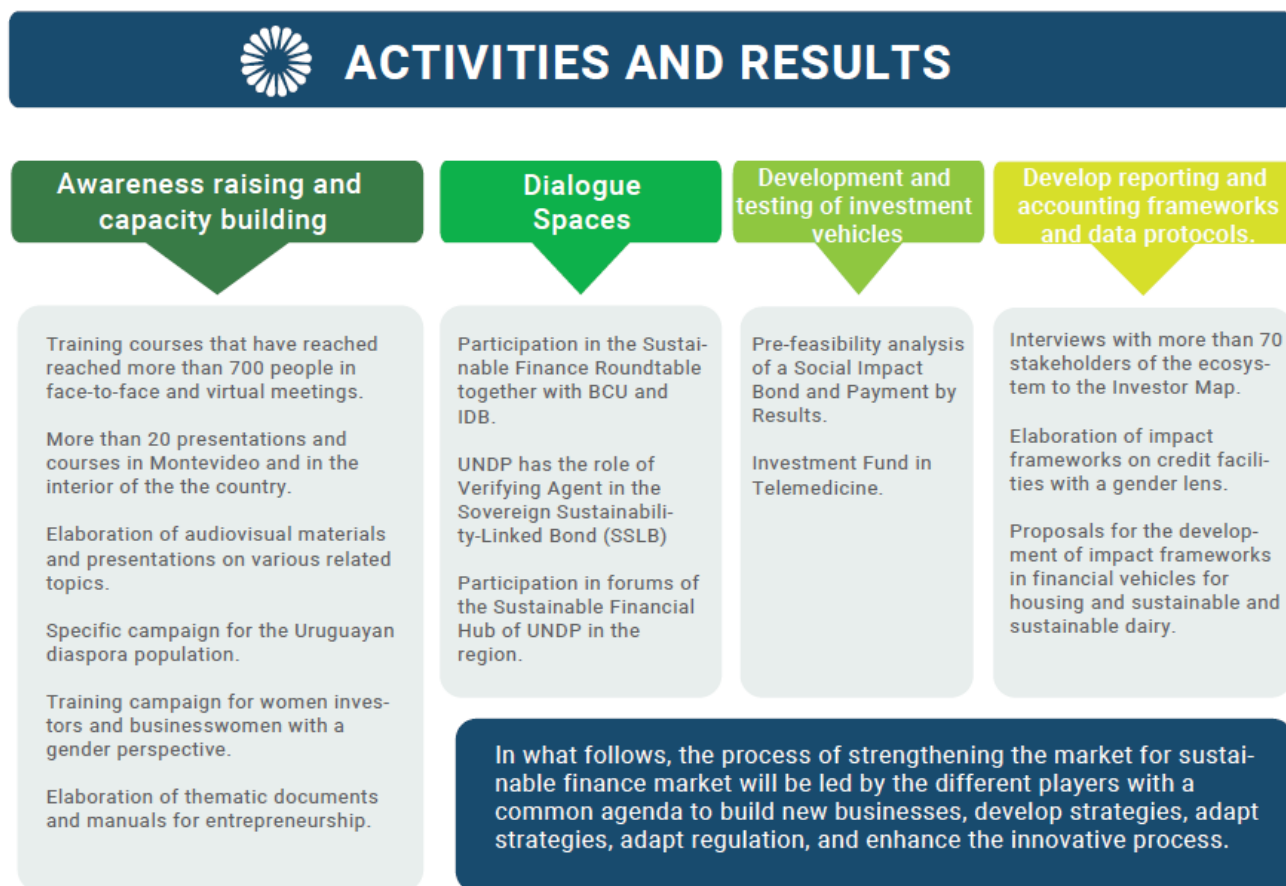 ACTIVITIES AND RESULTS
Awareness raising and
capacity building
Training courses that have reached
reached more than 700 people in
face-to-face and virtual meetings.
More than 20 presentations and
courses in Montevideo and in the
interior of the the country.
Elaboration of audiovisual materials
and presentations on various related
topics.
Specific campaign for the Uruguayan
diaspora population.
Training campaign for women inves-
tors and businesswomen with a
gender perspective.
Elaboration of thematic documents
and manuals for entrepreneurship.
Dialogue
Spaces
Participation in the Sustai-
nable Finance Roundtable
together with BCU and
IDB.
UNDP has the role of
Verifying Agent in the
Sovereign Sustainabili-
ty-Linked Bond (SSLB)
Participation in forums of
the Sustainable Financial
Hub of UNDP in the
region.
Development and
testing of investment
vehicles
Pre-feasibility analysis
of a Social Impact
Bond and Payment by
Results.
Investment Fund in
Telemedicine.
Develop reporting and
accounting frameworks
and data protocols.
Interviews with more than 70
stakeholders of the ecosys-
tem to the Investor Map.
Elaboration of impact
frameworks on credit facili-
ties with a gender lens.
Proposals for the develop-
ment of impact frameworks
in financial vehicles for
housing and sustainable and
sustainable dairy.
In what follows, the process of strengthening the market for sustai-
nable finance market will be led by the different players with a
common agenda to build new businesses, develop strategies, adapt
strategies, adapt regulation, and enhance the innovative process.